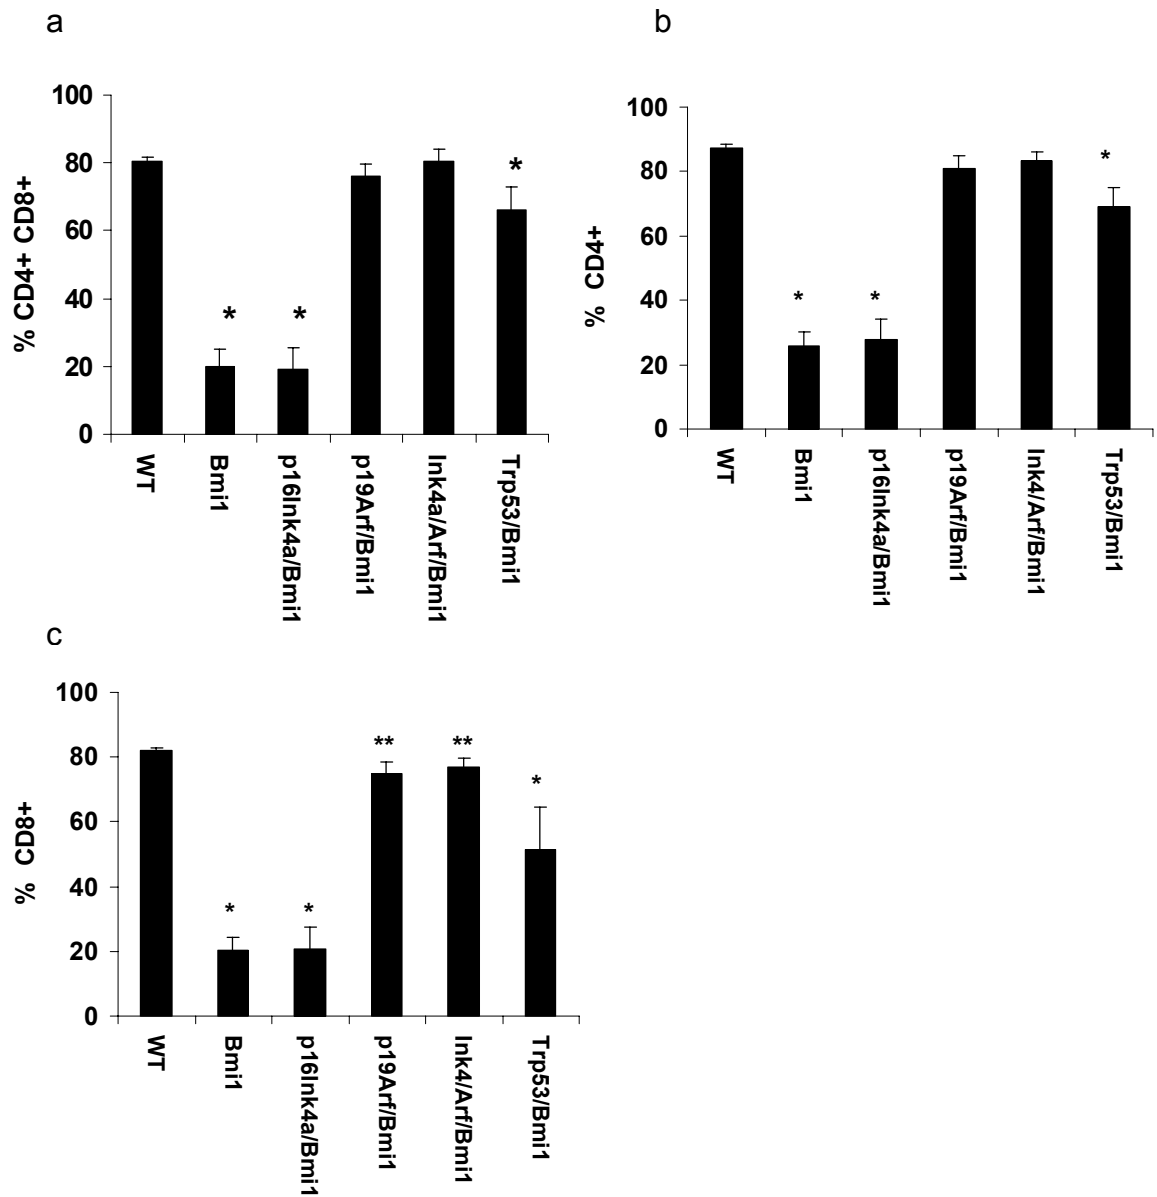 a
% CD4+ CD8+
100
80
60
40
20
0
*
*
*
WT
Bmi1
p16Ink4a/Bmi1
p19Arf/Bmi1
Ink4a/Arf/Bmi1
Trp53/Bmi1
b
% CD4+
100
80
60
40
20
0
*
*
*
WT
Bmi1
p16Ink4a/Bmi1
p19Arf/Bmi1
Ink4/Arf/Bmi1
Trp53/Bmi1
c
% CD8+
100
80
60
40
20
0
*
*
**
**
*
WT
Bmi1
p16Ink4a/Bmi1
p19Arf/Bmi1
Ink4/Arf/Bmi1
Trp53/Bmi1